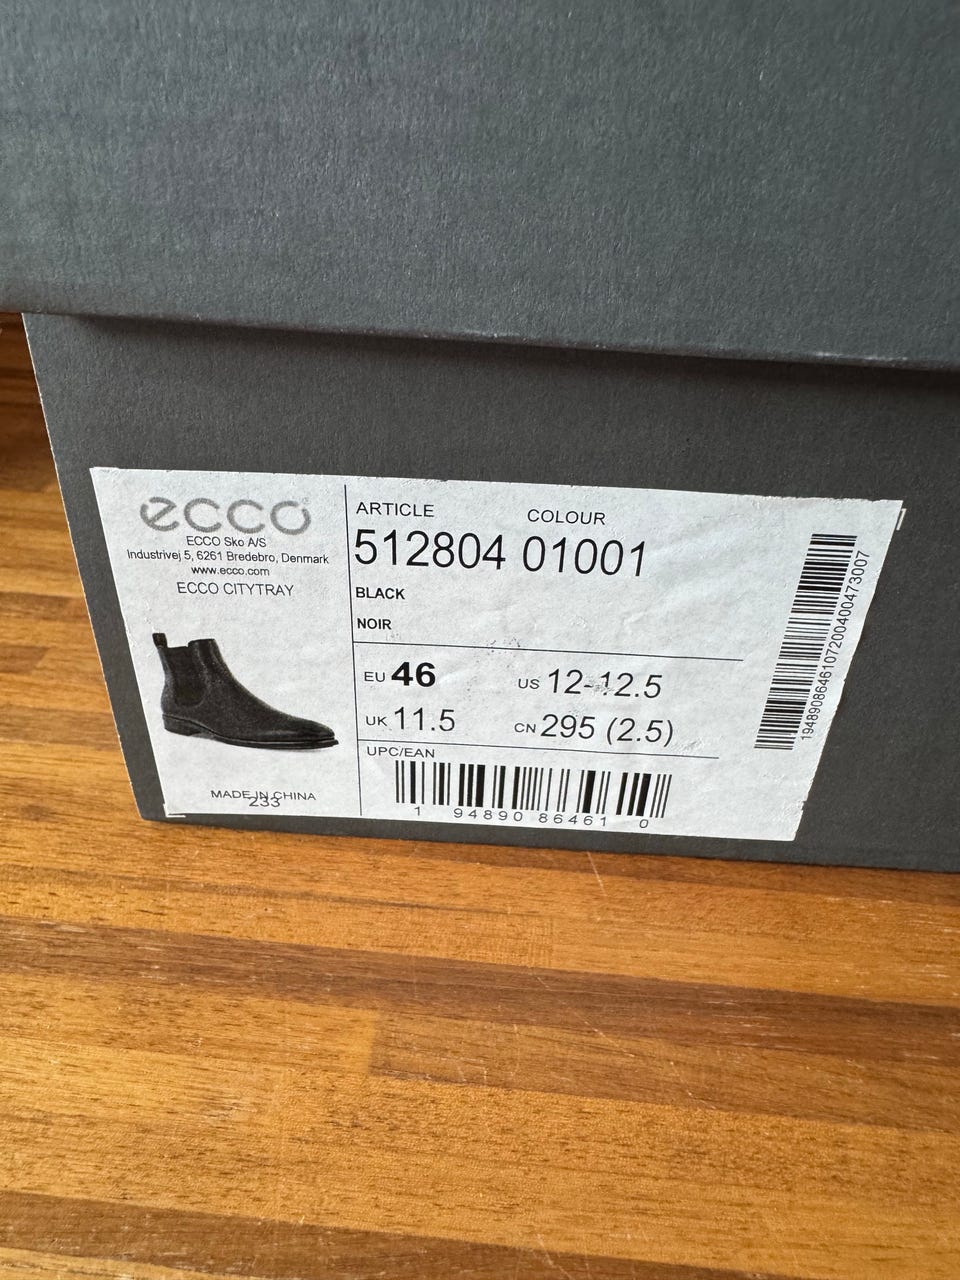 ecco
ECCO Sko A/S
Industrivej 5, 6261 Bredebro, Denmark
www.ecco.com
ECCO CITYTRAY
MADE IN CHINA
233
ARTICLE COLOUR
512804 01001
BLACK
NOIR
EU 46 US 12-12.5
UK 11.5 CN 295 (2.5)
UPC/EAN
1 94890 86461 0
1948908646107200400473007